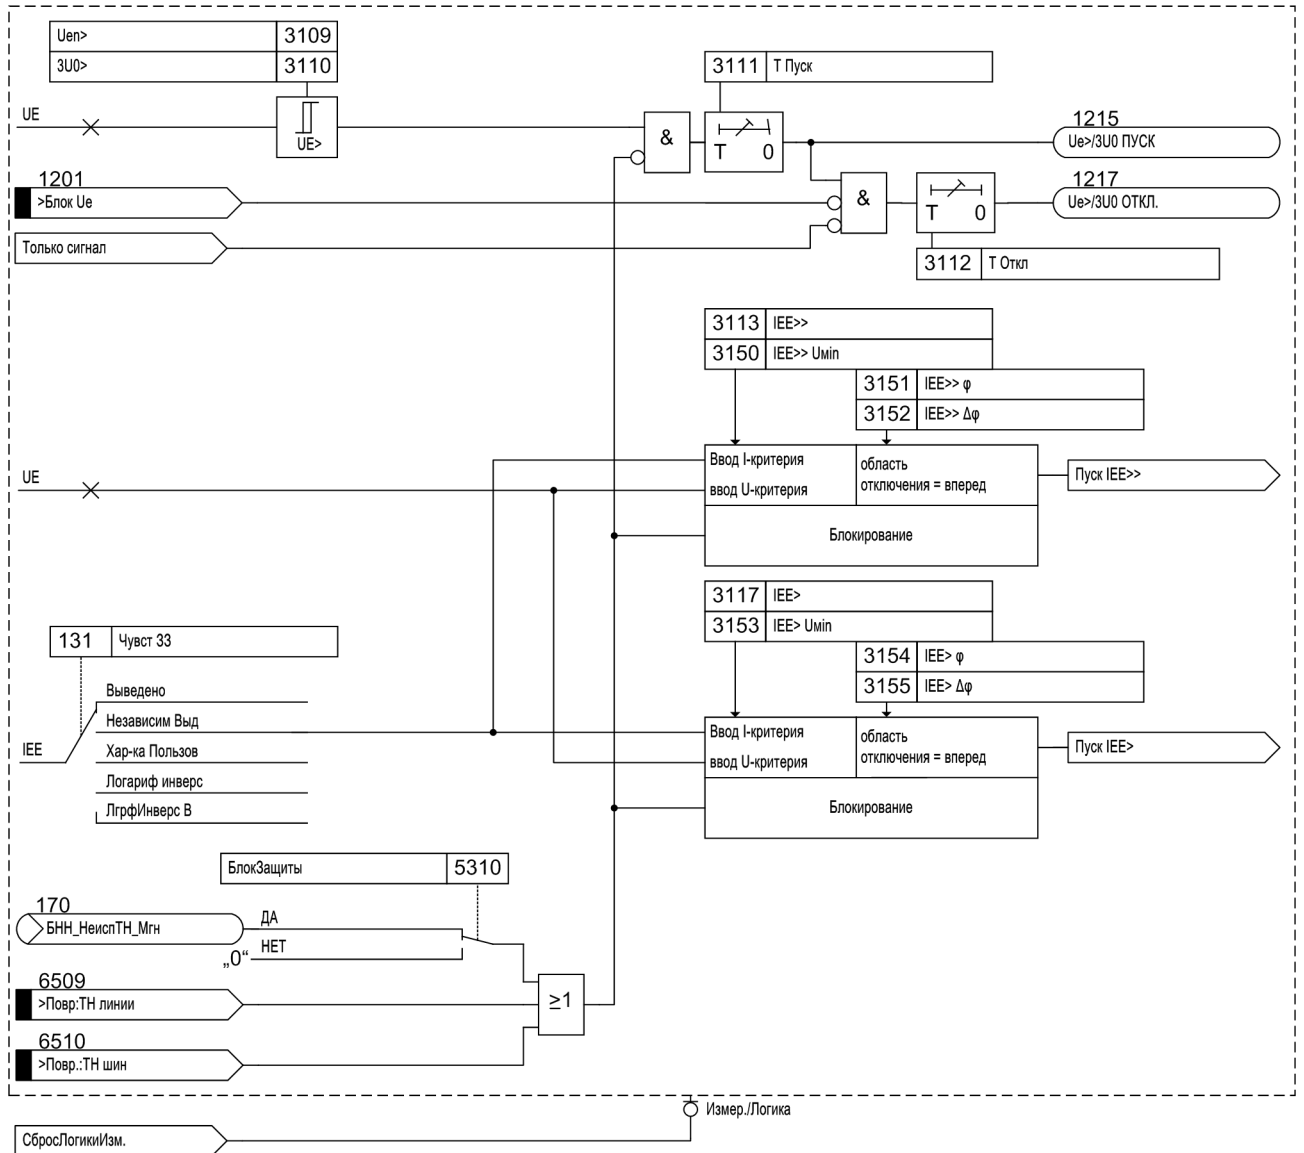 Uen> 3109
3U0> 3110
3111 T Пуск
UE
UE>
&
T 0
1215
Ue>/3U0 ПУСК
1201
>Блок Ue
&
T 0
1217
Ue>/3U0 ОТКЛ.
Только сигнал
3112 T Откл
3113 IEE>>
3150 IEE>> Uмin
3151 IEE>> φ
3152 IEE>> Δφ
UE
Ввод I-критерия
ввод U-критерия
область
отключения = вперед
Пуск IEE>>
Блокирование
3117 IEE>
3153 IEE> Uмin
131 Чувст ЗЗ
3154 IEE> φ
3155 IEE> Δφ
Выведено
Независим Выд
IEE
Хар-ка Пользов
Логариф инверс
ЛгрфИнверс В
Ввод I-критерия
ввод U-критерия
область
отключения = вперед
Пуск IEE>
Блокирование
БлокЗащиты 5310
170
БНН_НеиспТН_Мгн
ДА
„0“ НЕТ
6509
>Повр:ТН линии
≥1
6510
>Повр.:ТН шин
Измер./Логика
СбросЛогикиИзм.